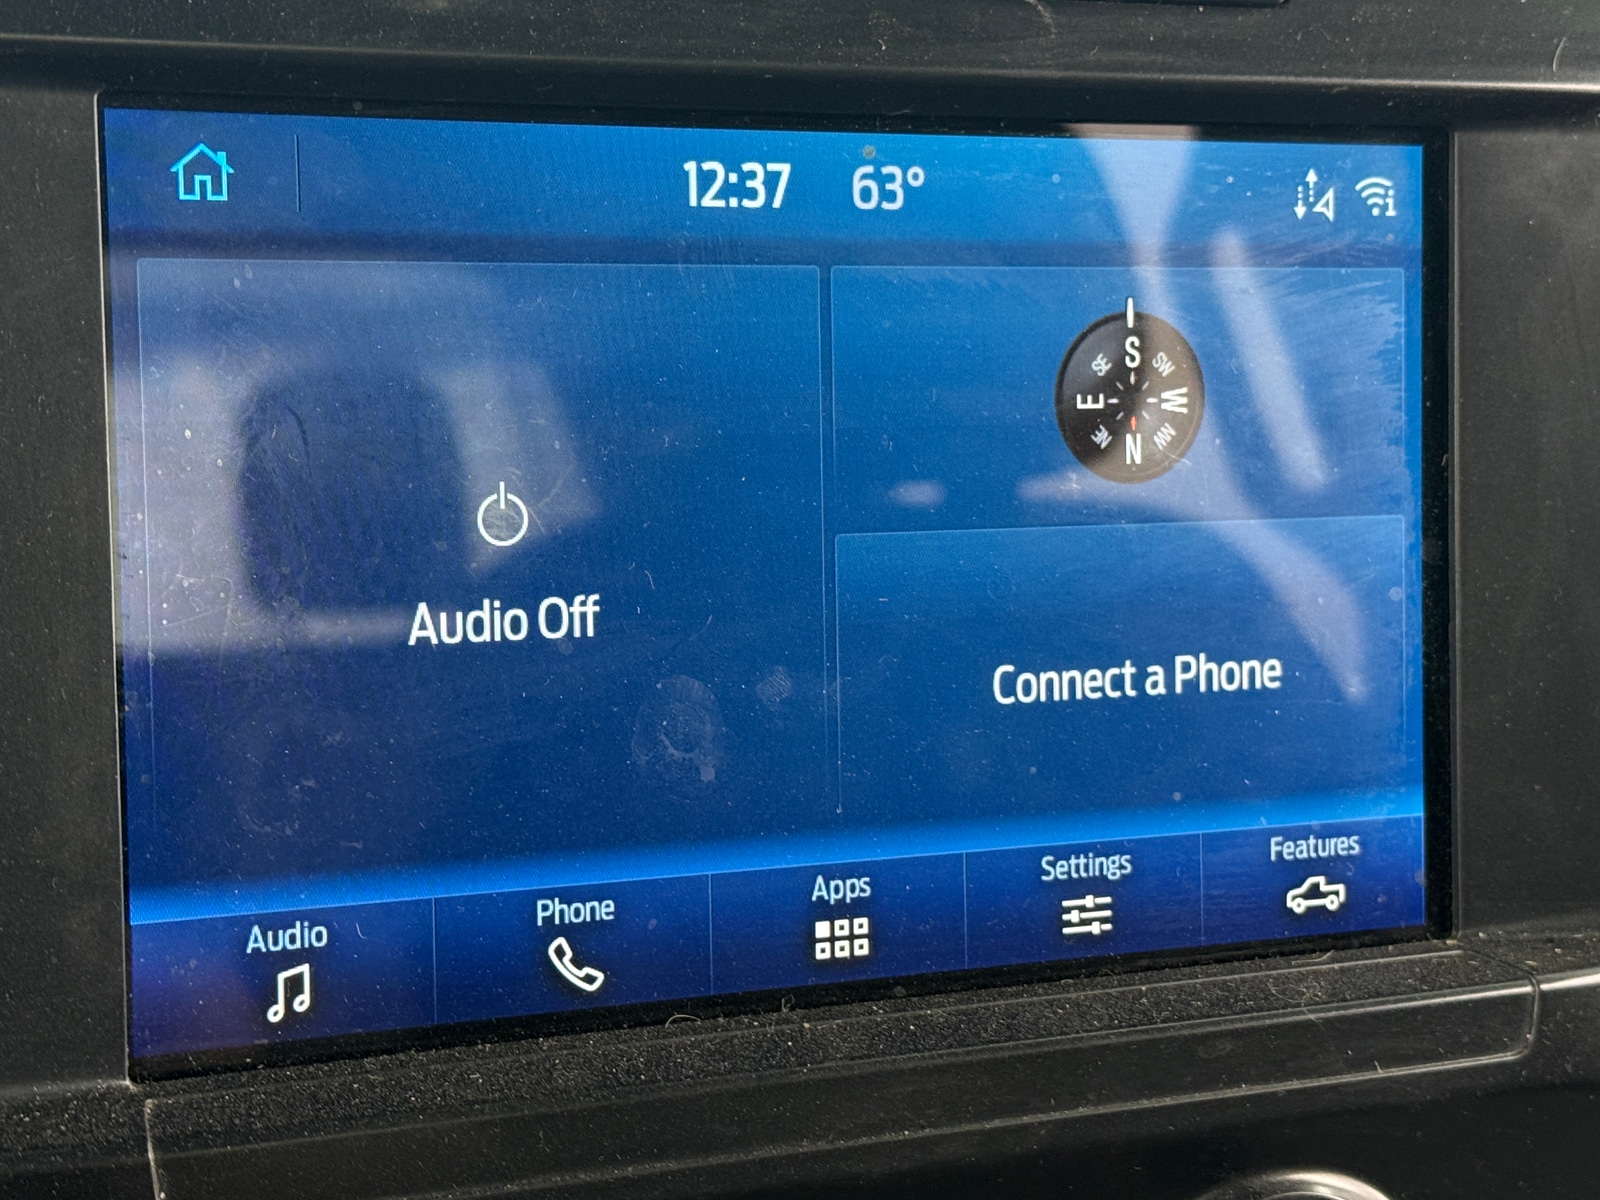 12:37 63°
S
SE SW
E W
NE NW
N
Audio Off
Connect a Phone
Audio
Phone
Apps
Settings
Features